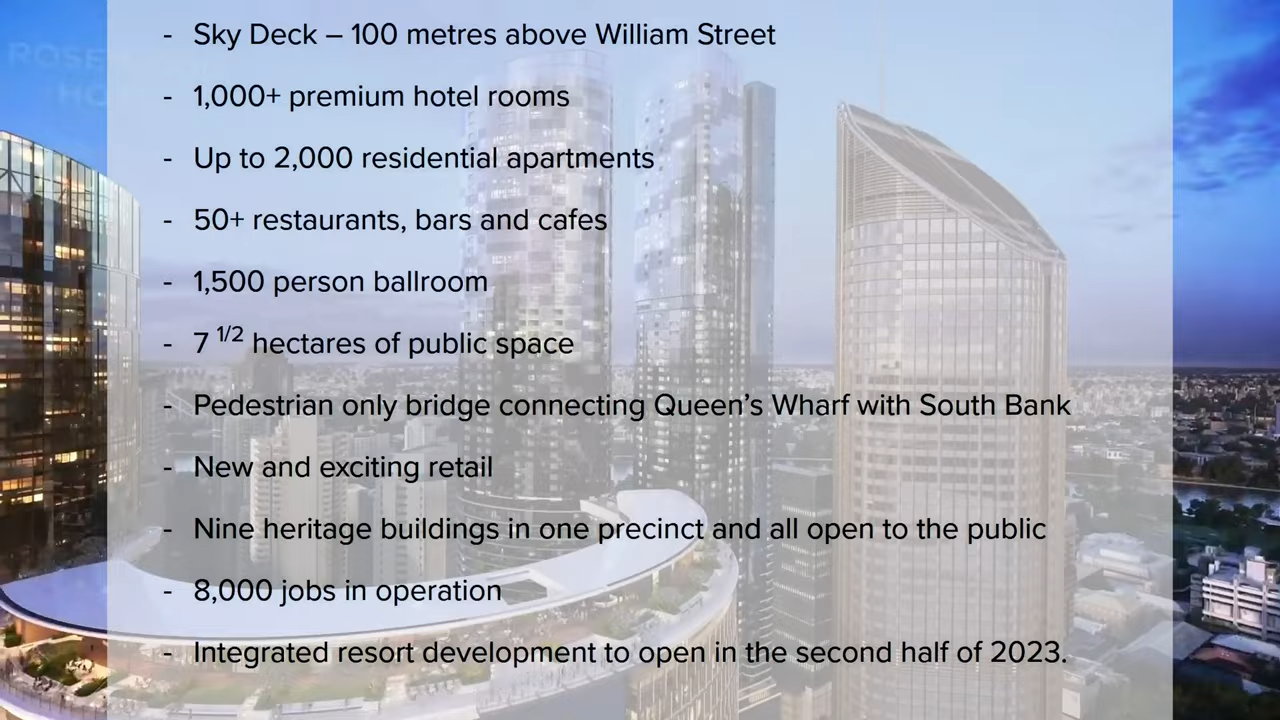 - Sky Deck – 100 metres above William Street
- 1,000+ premium hotel rooms
- Up to 2,000 residential apartments
- 50+ restaurants, bars and cafes
- 1,500 person ballroom
- 7 1/2 hectares of public space
- Pedestrian only bridge connecting Queen’s Wharf with South Bank
- New and exciting retail
- Nine heritage buildings in one precinct and all open to the public
- 8,000 jobs in operation
- Integrated resort development to open in the second half of 2023.